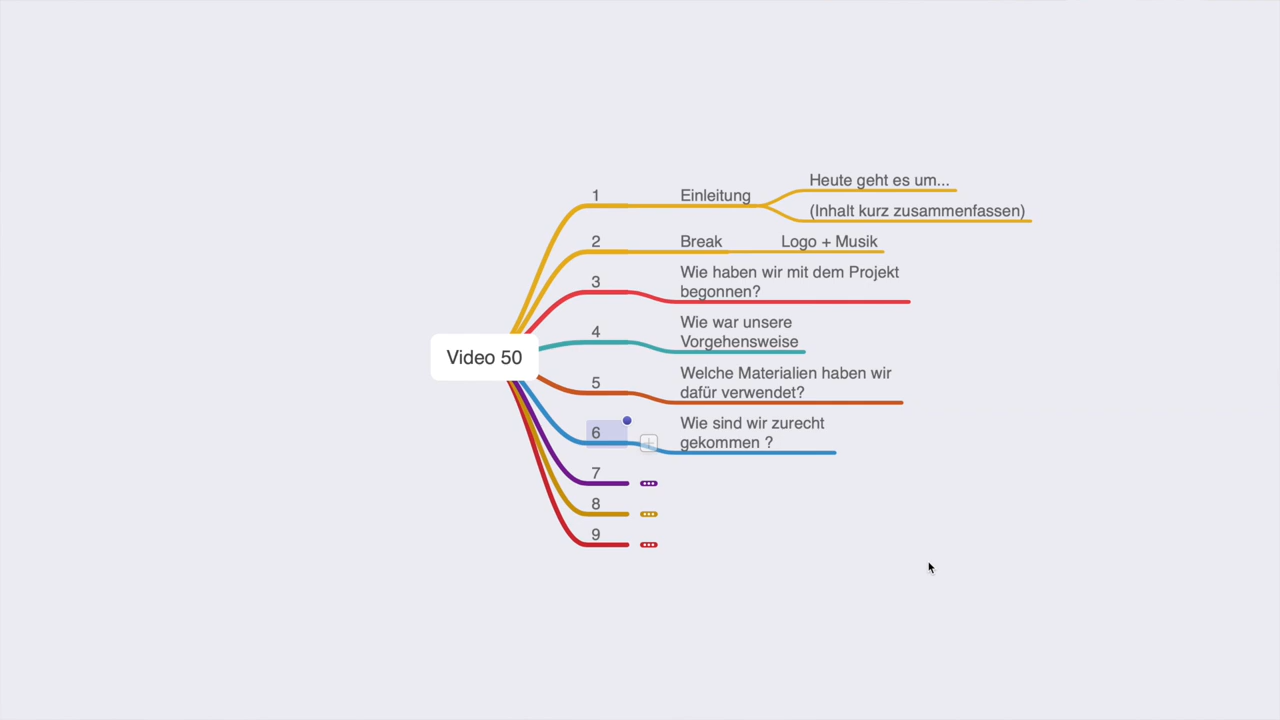 Video 50
1
Einleitung
Heute geht es um...
(Inhalt kurz zusammenfassen)
2
Break
Logo + Musik
3
Wie haben wir mit dem Projekt
begonnen?
4
Wie war unsere
Vorgehensweise
5
Welche Materialien haben wir
dafür verwendet?
6
Wie sind wir zurecht
gekommen ?
7
8
9